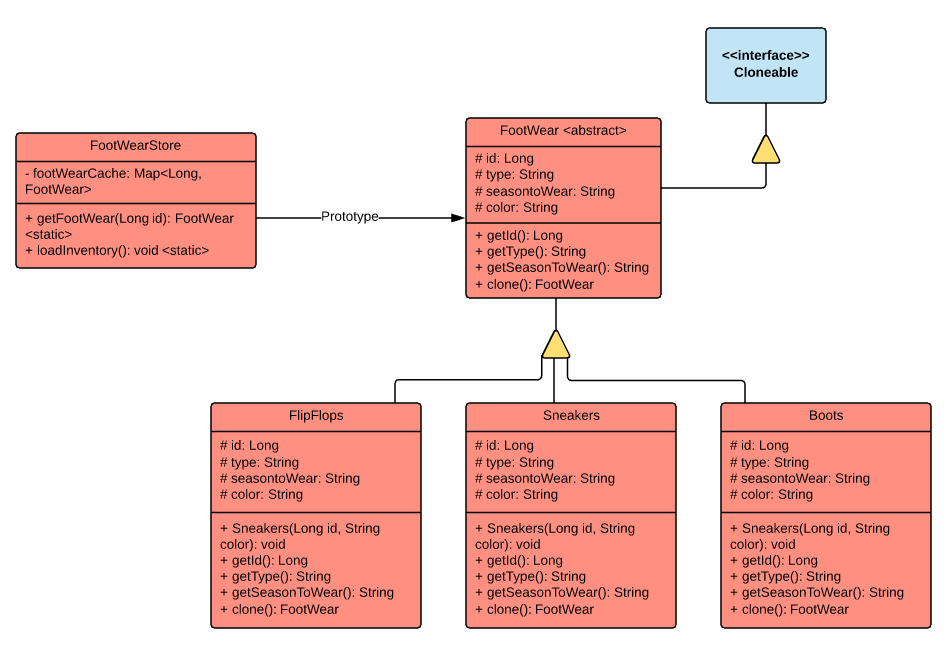 <<interface>>
Cloneable
FootWearStore
- footWearCache: Map<Long,
FootWear>
+ getFootWear(Long id): FootWear
<static>
+ loadInventory(): void <static>
Prototype
FootWear <abstract>
# id: Long
# type: String
# seasontoWear: String
# color: String
+ getId(): Long
+ getType(): String
+ getSeasonToWear(): String
+ clone(): FootWear
FlipFlops
# id: Long
# type: String
# seasontoWear: String
# color: String
+ Sneakers(Long id, String
color): void
+ getId(): Long
+ getType(): String
+ getSeasonToWear(): String
+ clone(): FootWear
Sneakers
# id: Long
# type: String
# seasontoWear: String
# color: String
+ Sneakers(Long id, String
color): void
+ getId(): Long
+ getType(): String
+ getSeasonToWear(): String
+ clone(): FootWear
Boots
# id: Long
# type: String
# seasontoWear: String
# color: String
+ Sneakers(Long id, String
color): void
+ getId(): Long
+ getType(): String
+ getSeasonToWear(): String
+ clone(): FootWear